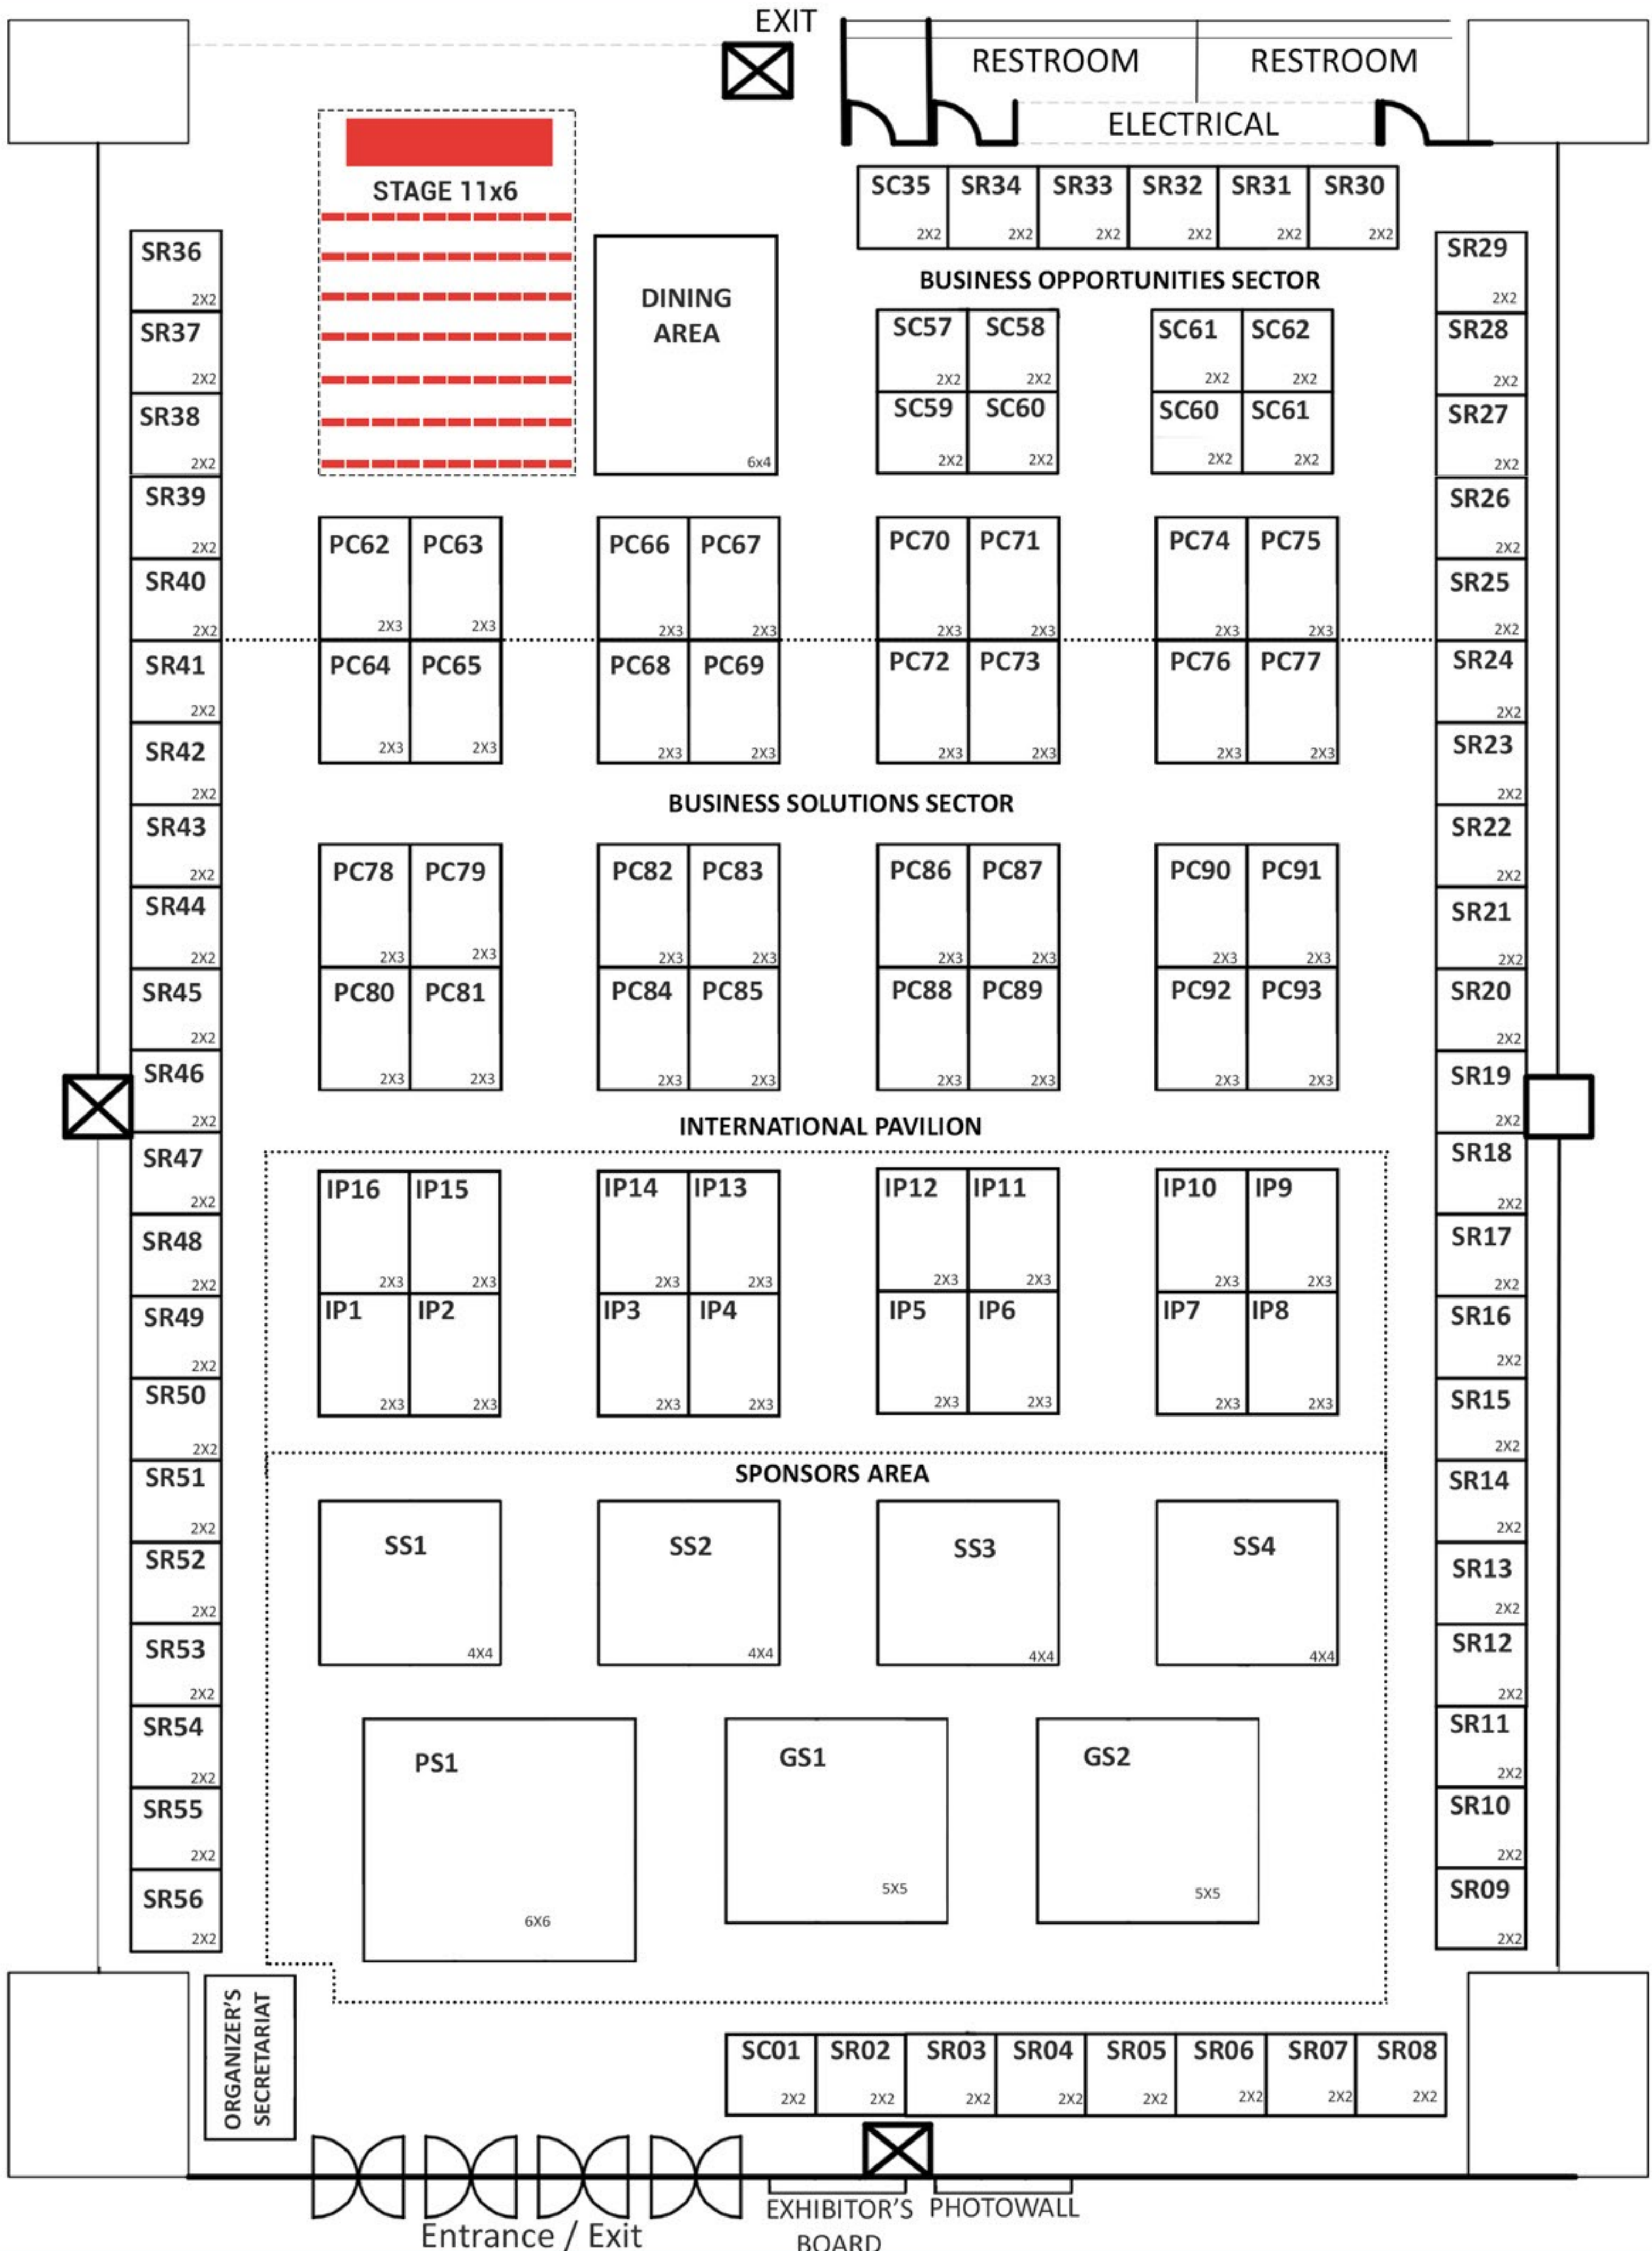 EXIT
RESTROOM RESTROOM
ELECTRICAL
STAGE 11x6
SC35 SR34 SR33 SR32 SR31 SR30
2X2 2X2 2X2 2X2 2X2 2X2
BUSINESS OPPORTUNITIES SECTOR
SR36
2X2
SR37
2X2
SR38
2X2
SR39
2X2
SR40
2X2
SR41
2X2
SR42
2X2
SR43
2X2
SR44
2X2
SR45
2X2
SR46
2X2
SR47
2X2
SR48
2X2
SR49
2X2
SR50
2X2
SR51
2X2
SR52
2X2
SR53
2X2
SR54
2X2
SR55
2X2
SR56
2X2
DINING
AREA
6x4
SC57 SC58 SC61 SC62
2X2 2X2 2X2 2X2
SC59 SC60 SC60 SC61
2X2 2X2 2X2 2X2
PC62 PC63 PC66 PC67 PC70 PC71 PC74 PC75
2X3 2X3 2X3 2X3 2X3 2X3 2X3 2X3
PC64 PC65 PC68 PC69 PC72 PC73 PC76 PC77
2X3 2X3 2X3 2X3 2X3 2X3 2X3 2X3
BUSINESS SOLUTIONS SECTOR
PC78 PC79 PC82 PC83 PC86 PC87 PC90 PC91
2X3 2X3 2X3 2X3 2X3 2X3 2X3 2X3
PC80 PC81 PC84 PC85 PC88 PC89 PC92 PC93
2X3 2X3 2X3 2X3 2X3 2X3 2X3 2X3
INTERNATIONAL PAVILION
IP16 IP15 IP14 IP13 IP12 IP11 IP10 IP9
2X3 2X3 2X3 2X3 2X3 2X3 2X3 2X3
IP1 IP2 IP3 IP4 IP5 IP6 IP7 IP8
2X3 2X3 2X3 2X3 2X3 2X3 2X3 2X3
SPONSORS AREA
SS1 SS2 SS3 SS4
4X4 4X4 4X4 4X4
PS1 GS1 GS2
6X6 5X5 5X5
SR29
2X2
SR28
2X2
SR27
2X2
SR26
2X2
SR25
2X2
SR24
2X2
SR23
2X2
SR22
2X2
SR21
2X2
SR20
2X2
SR19
2X2
SR18
2X2
SR17
2X2
SR16
2X2
SR15
2X2
SR14
2X2
SR13
2X2
SR12
2X2
SR11
2X2
SR10
2X2
SR09
2X2
ORGANIZER'S
SECRETARIAT
SC01 SR02 SR03 SR04 SR05 SR06 SR07 SR08
2X2 2X2 2X2 2X2 2X2 2X2 2X2 2X2
Entrance / Exit
EXHIBITOR'S
BOARD
PHOTOWALL